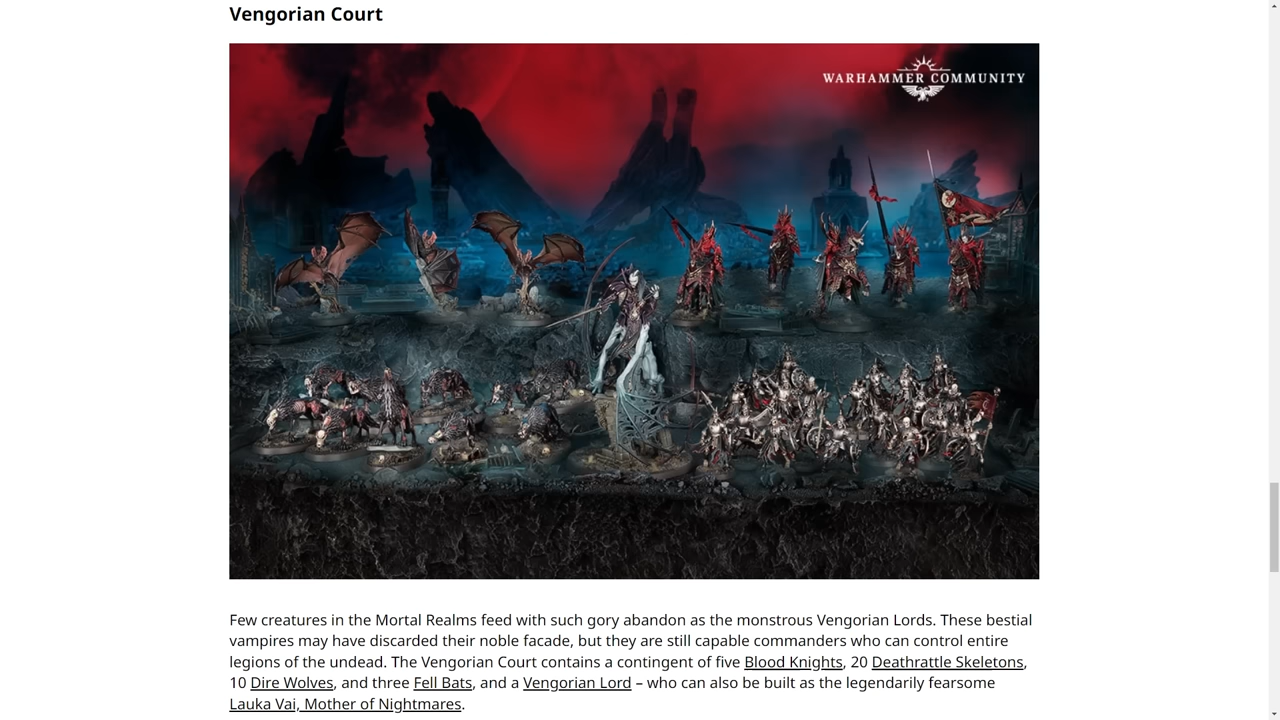 Vengorian Court
WARHAMMER COMMUNITY
Few creatures in the Mortal Realms feed with such gory abandon as the monstrous Vengorian Lords. These bestial
vampires may have discarded their noble facade, but they are still capable commanders who can control entire
legions of the undead. The Vengorian Court contains a contingent of five Blood Knights, 20 Deathrattle Skeletons,
10 Dire Wolves, and three Fell Bats, and a Vengorian Lord – who can also be built as the legendarily fearsome
Lauka Vai, Mother of Nightmares.